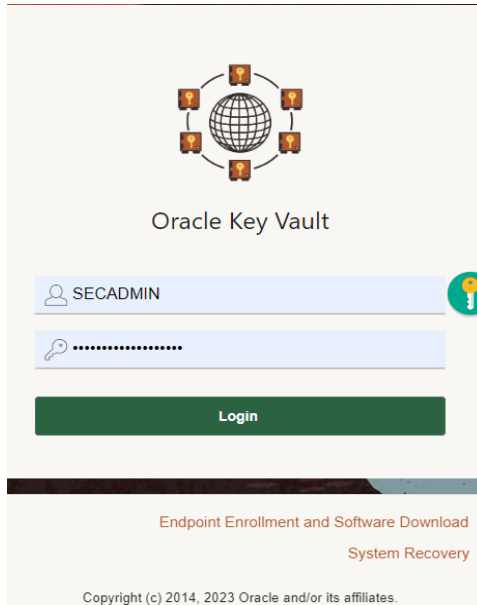 Oracle Key Vault
SECADMIN
•••••••••••••••••••
Login
Endpoint Enrollment and Software Download
System Recovery
Copyright (c) 2014, 2023 Oracle and/or its affiliates.